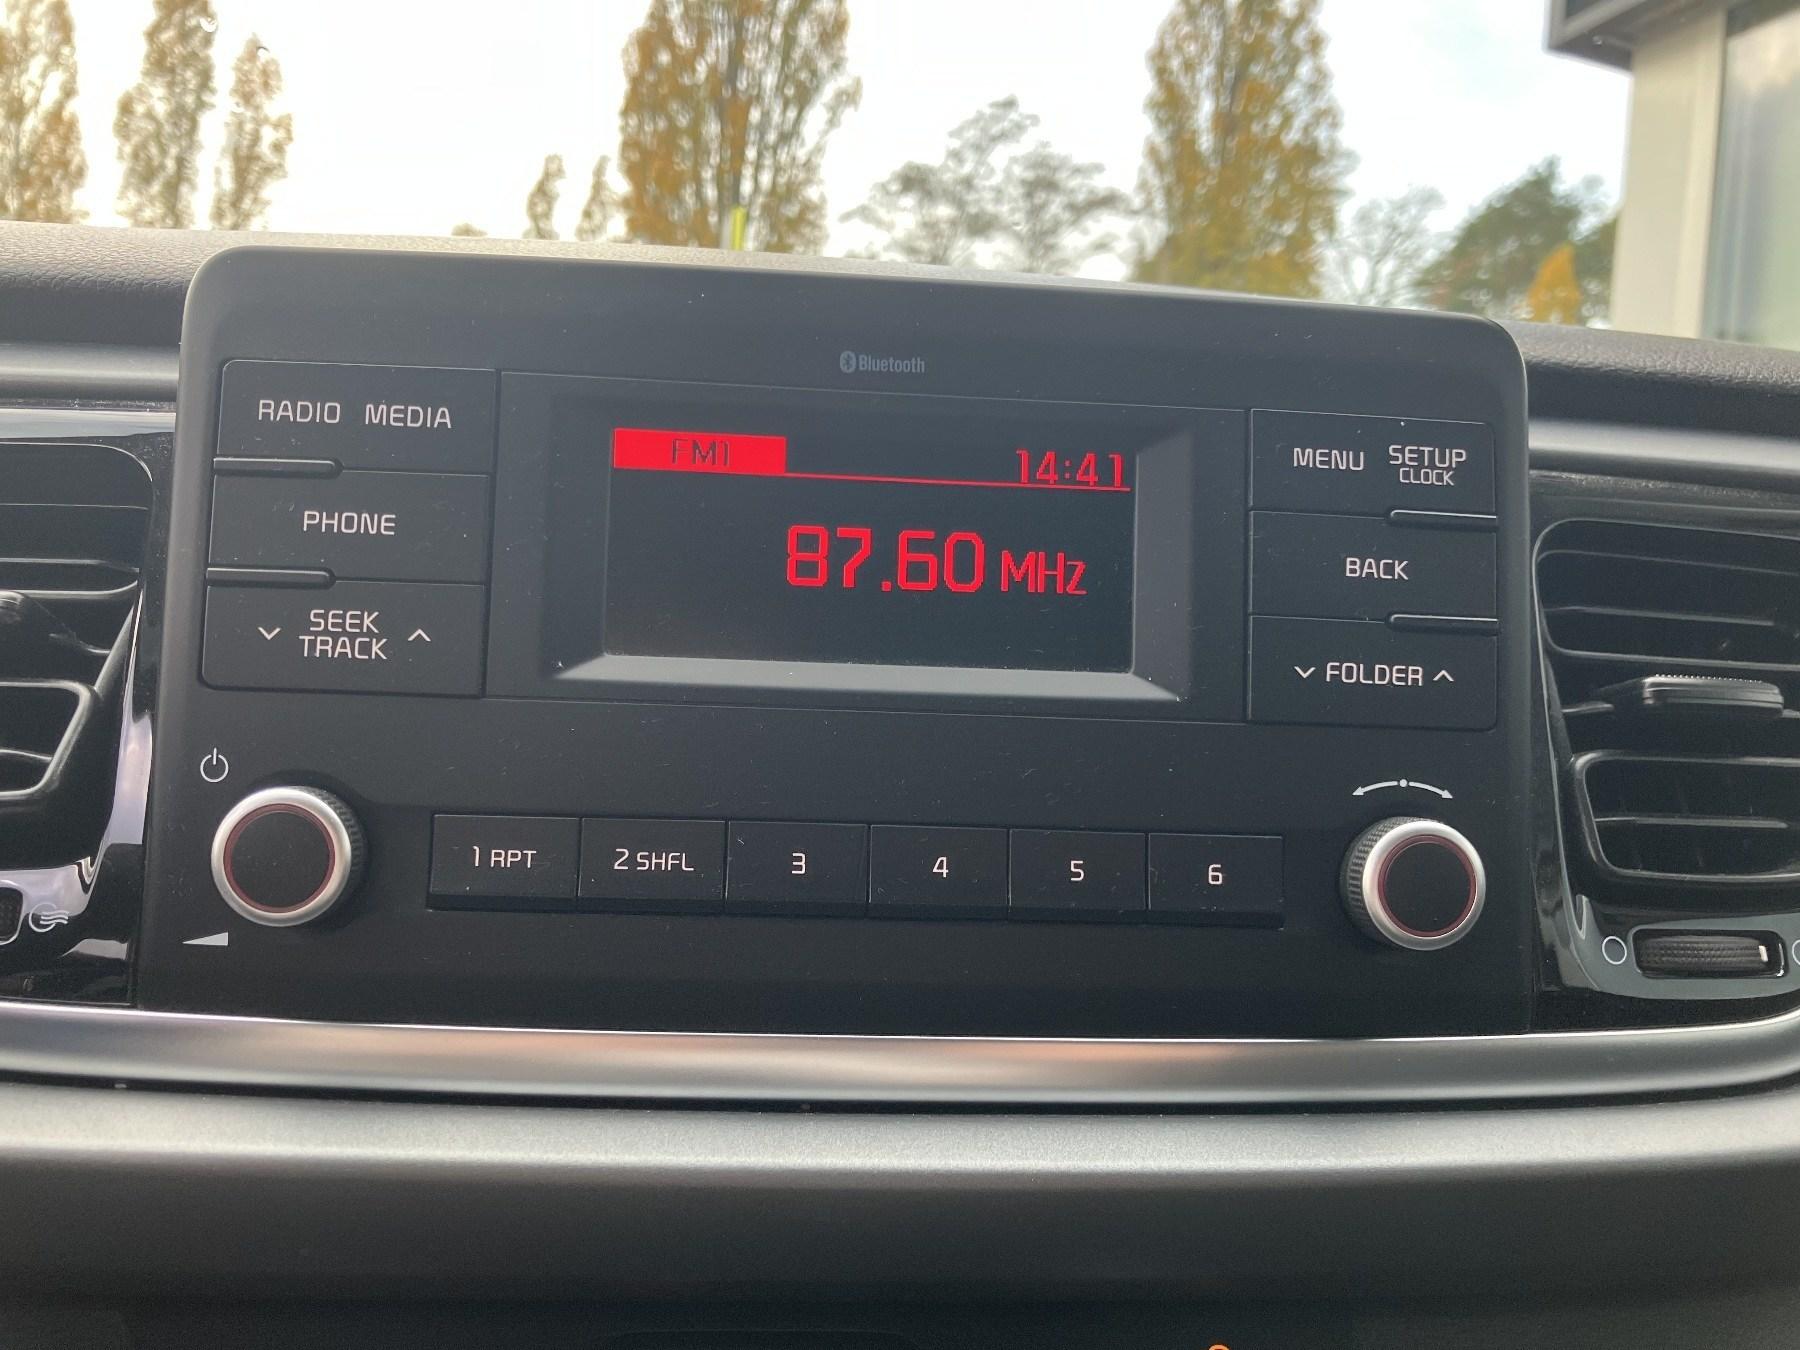 Bluetooth
RADIO MEDIA
PHONE
SEEK
TRACK
FM1 14:41
87.60 MHz
MENU SETUP
CLOCK
BACK
FOLDER
1 RPT 2 SHFL 3 4 5 6